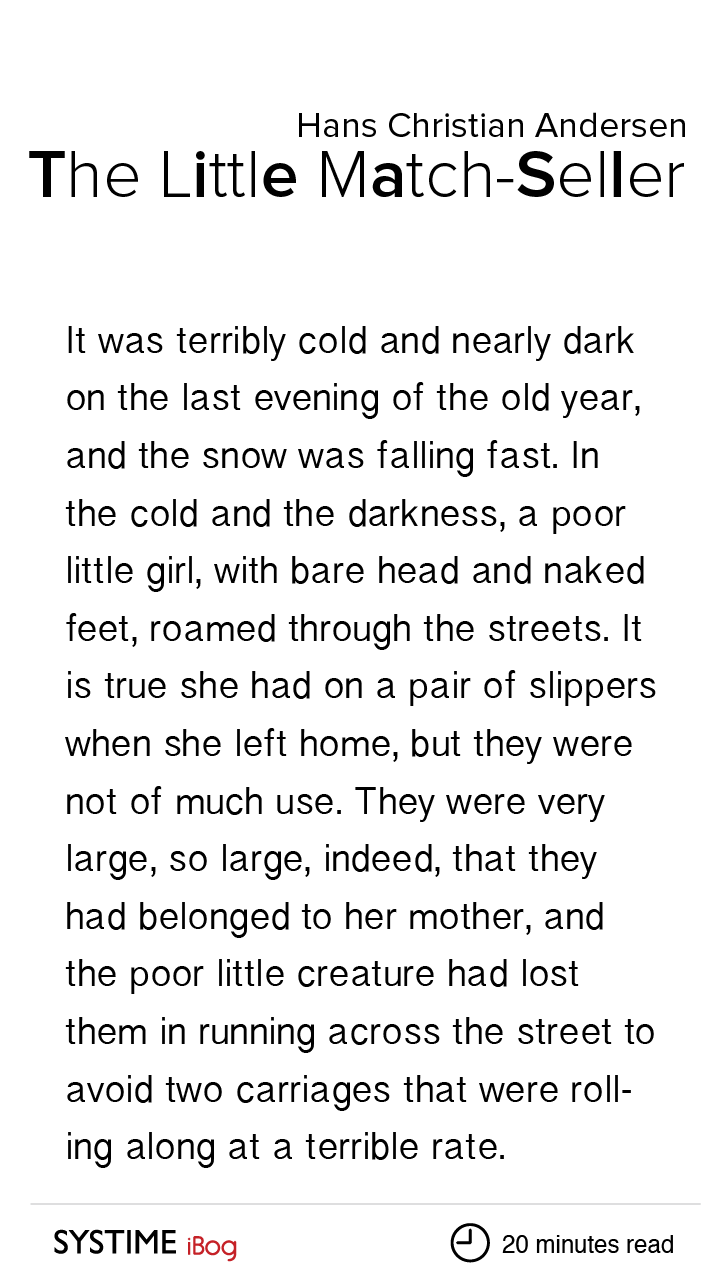 Hans Christian Andersen
The Little Match-Seller
It was terribly cold and nearly dark
on the last evening of the old year,
and the snow was falling fast. In
the cold and the darkness, a poor
little girl, with bare head and naked
feet, roamed through the streets. It
is true she had on a pair of slippers
when she left home, but they were
not of much use. They were very
large, so large, indeed, that they
had belonged to her mother, and
the poor little creature had lost
them in running across the street to
avoid two carriages that were roll-
ing along at a terrible rate.
SYSTIME iBog
20 minutes read